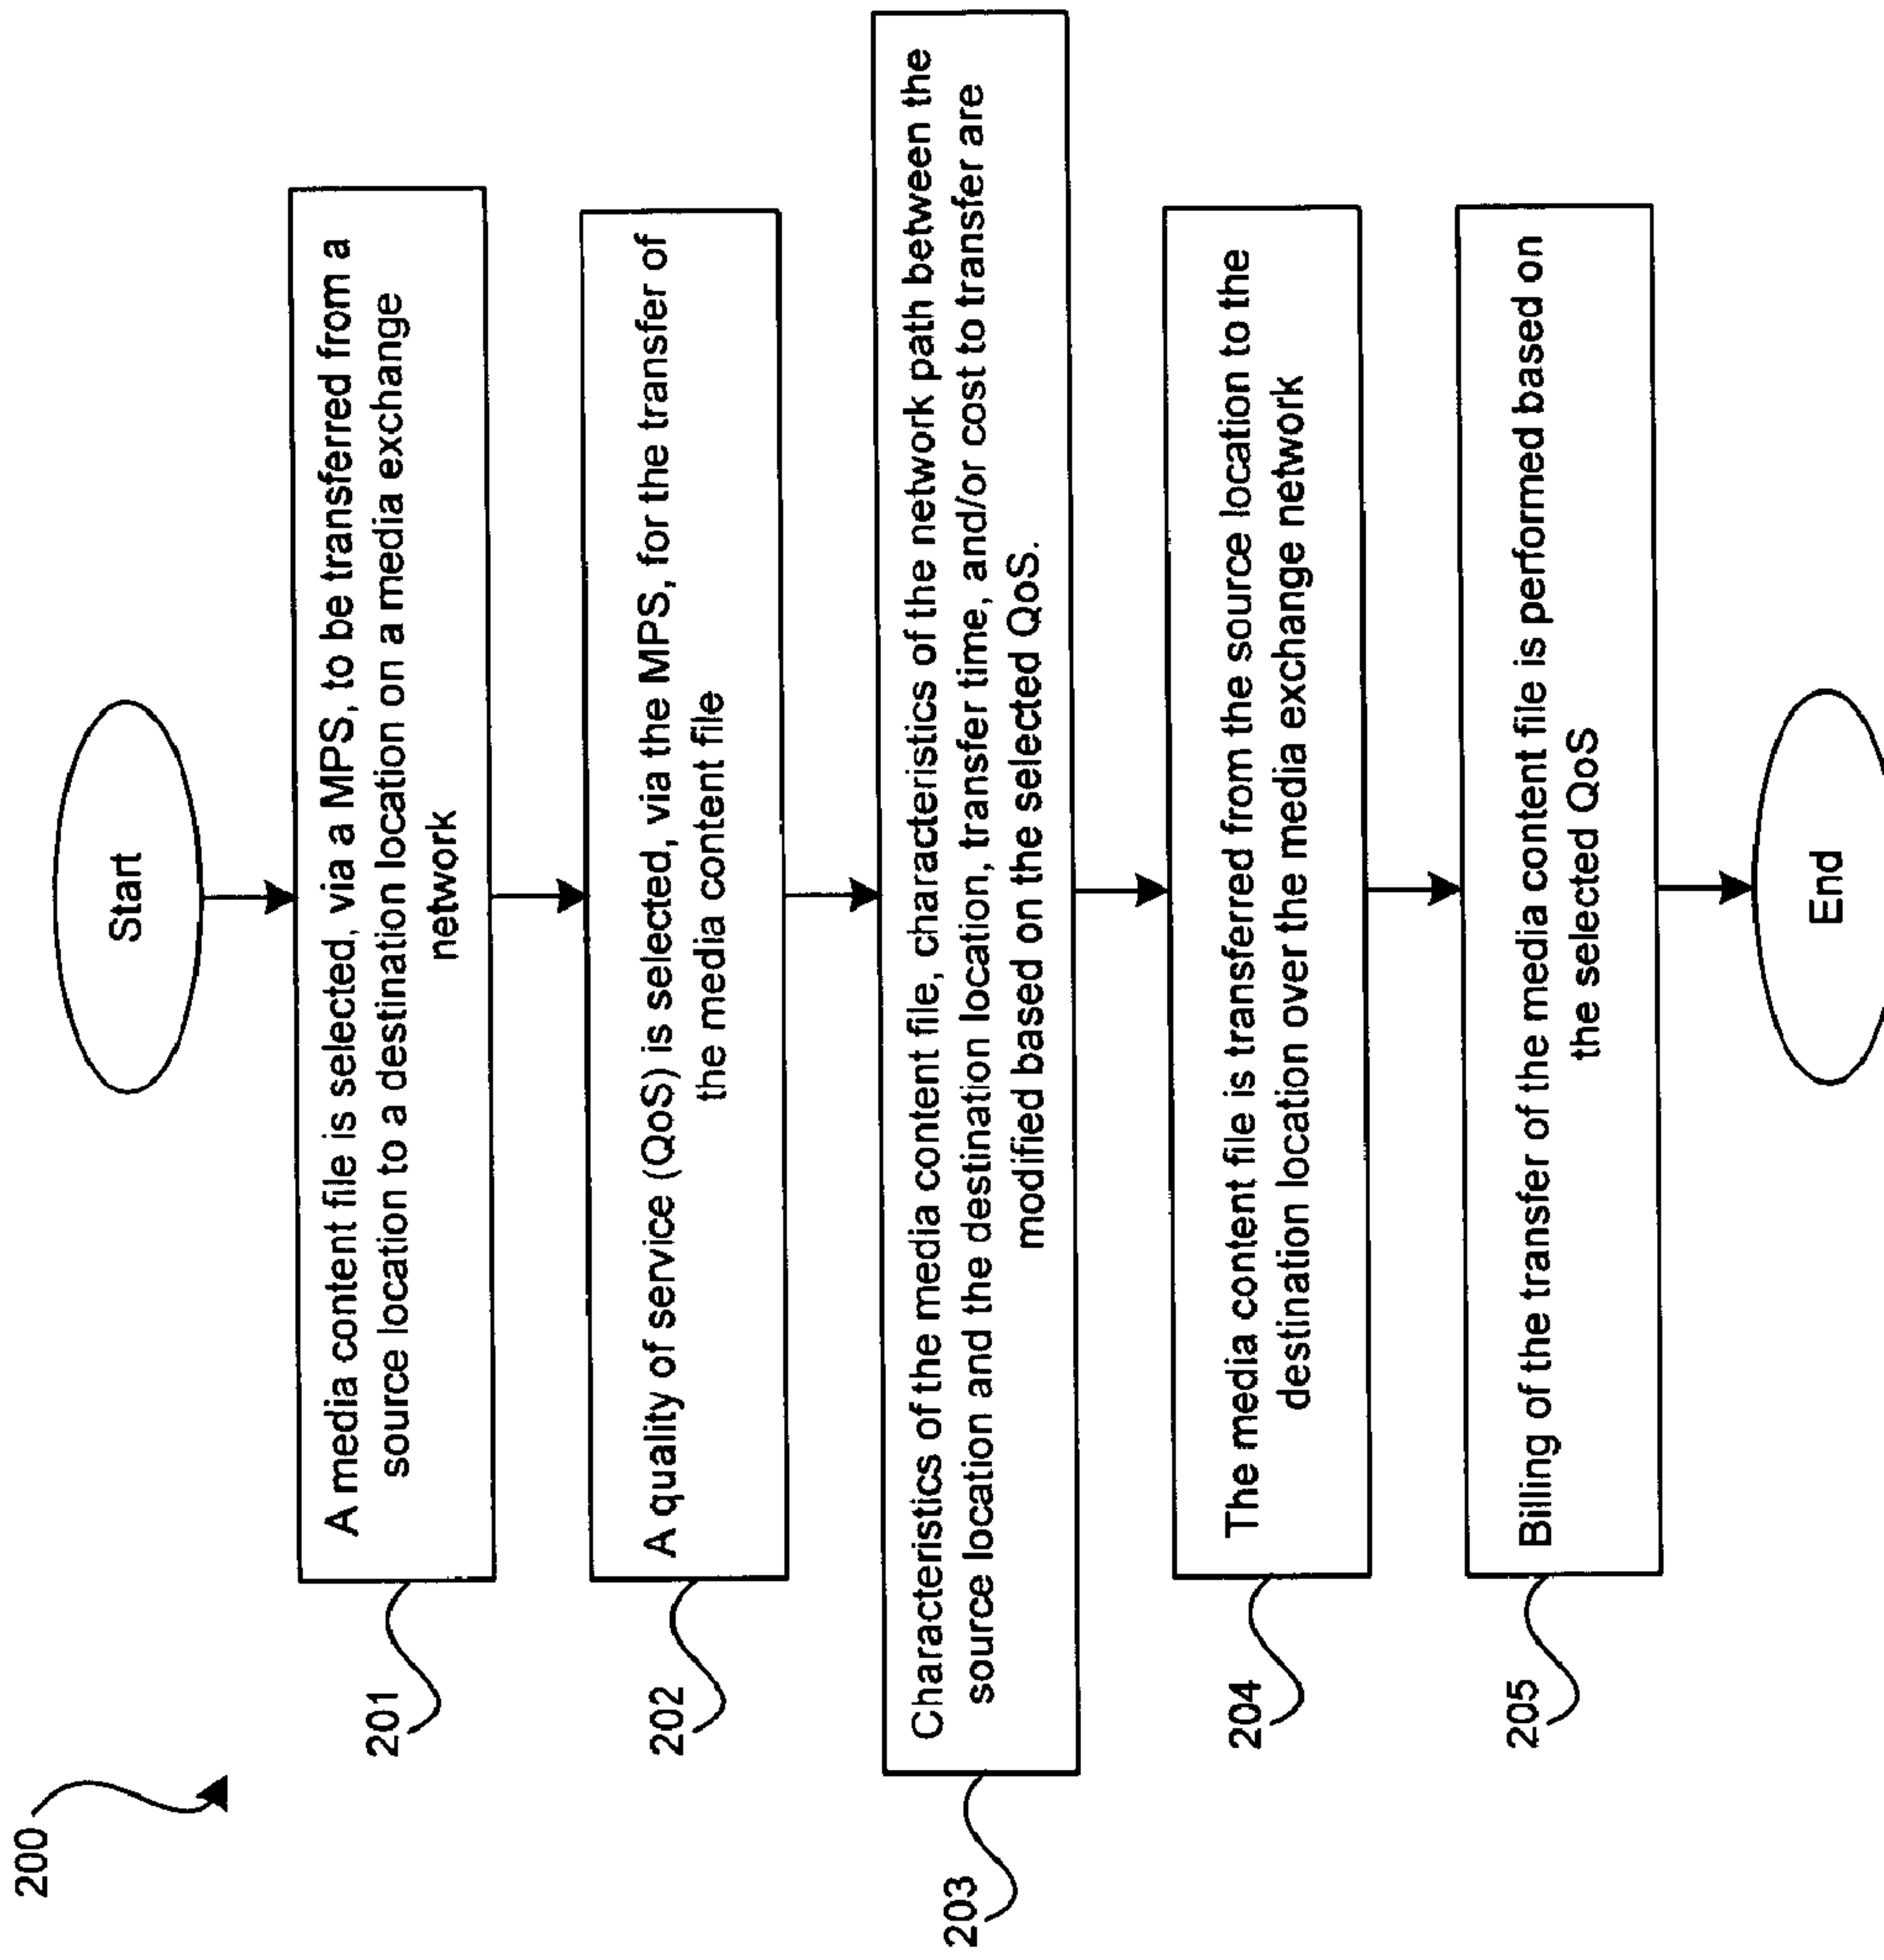 200
Start
201
A media content file is selected, via a MPS, to be transferred from a
source location to a destination location on a media exchange
network
202
A quality of service (QoS) is selected, via the MPS, for the transfer of
the media content file
203
Characteristics of the media content file, characteristics of the network path between the
source location and the destination location, transfer time, and/or cost to transfer are
modified based on the selected QoS.
204
The media content file is transferred from the source location to the
destination location over the media exchange network
205
Billing of the transfer of the media content file is performed based on
the selected QoS
End